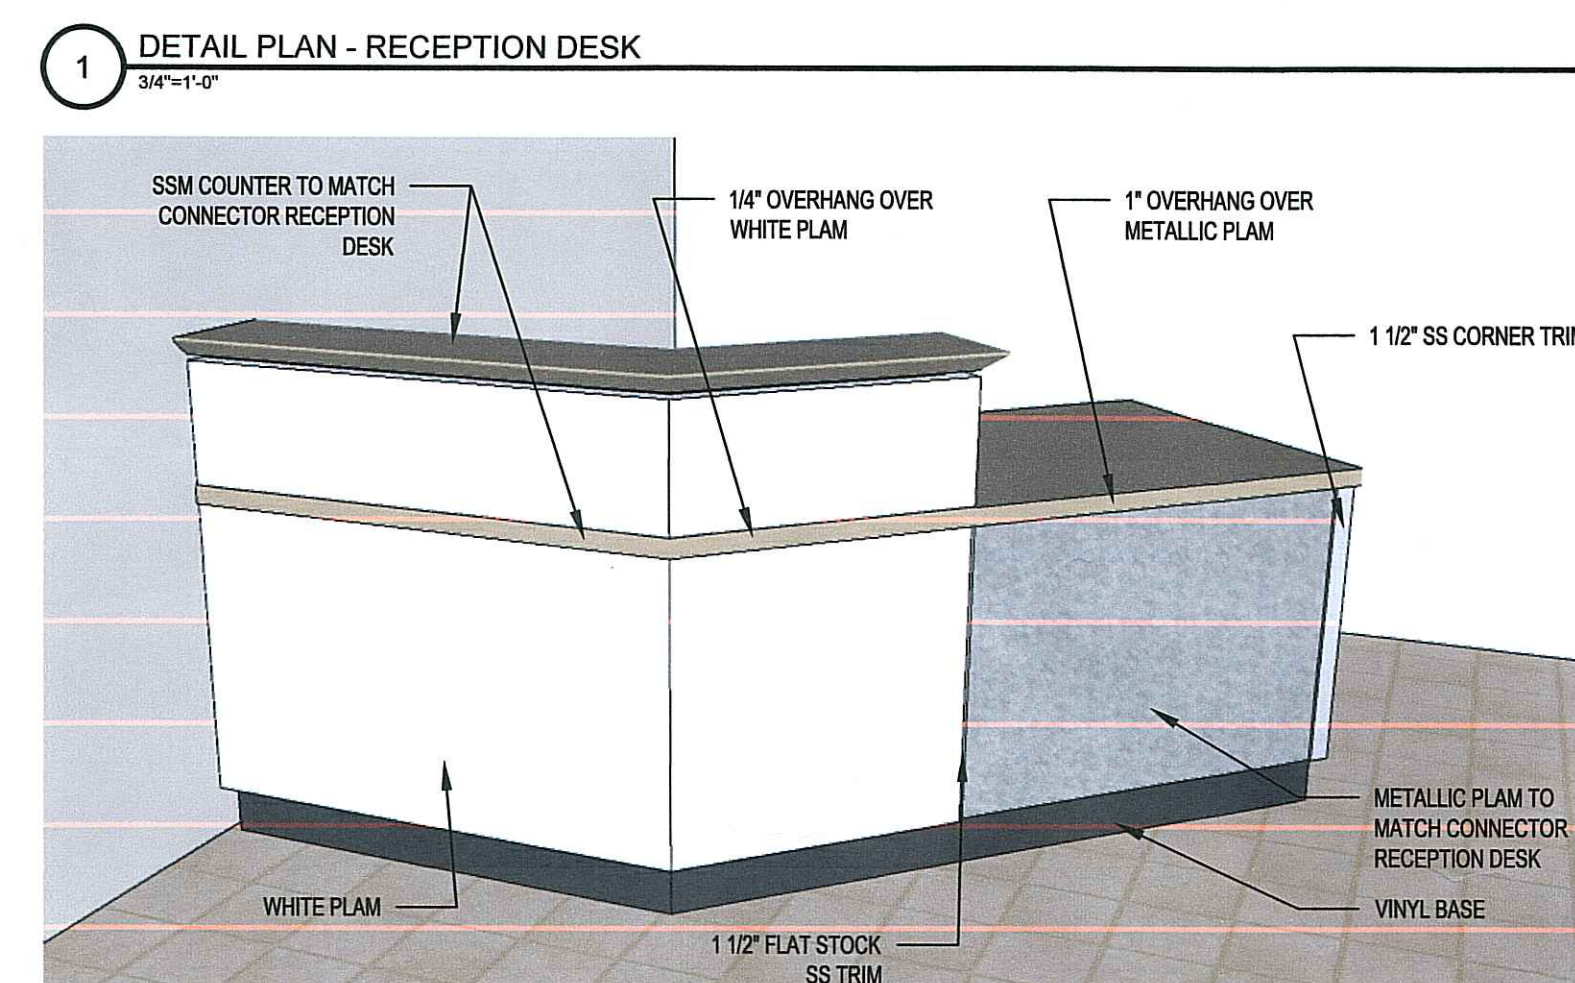 1
DETAIL PLAN - RECEPTION DESK
3/4"=1'-0"
SSM COUNTER TO MATCH
CONNECTOR RECEPTION
DESK
1/4" OVERHANG OVER
WHITE PLAM
1" OVERHANG OVER
METALLIC PLAM
1 1/2" SS CORNER TRIM
METALLIC PLAM TO
MATCH CONNECTOR
RECEPTION DESK
WHITE PLAM
VINYL BASE
1 1/2" FLAT STOCK
SS TRIM